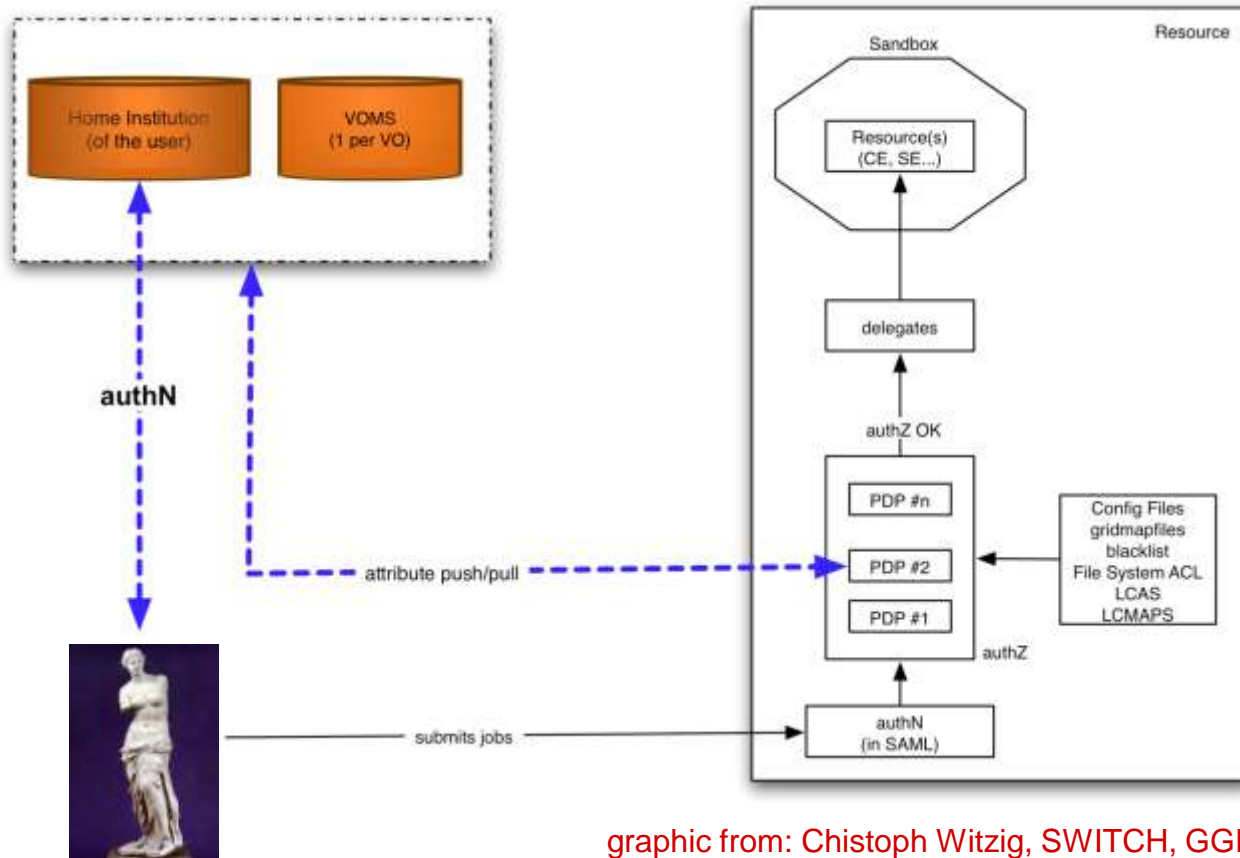 Home Institution
(of the user)
VOMS
(1 per VO)
authN
attribute push/pull
submits jobs
Resource
Sandbox
Resource(s)
(CE, SE...)
delegates
authZ OK
PDP #n
PDP #2
PDP #1
authZ
Config Files
gridmapfiles
blacklist
File System ACL
LCAS
LCMAPS
authN
(in SAML)
graphic from: Chistoph Witzig, SWITCH,